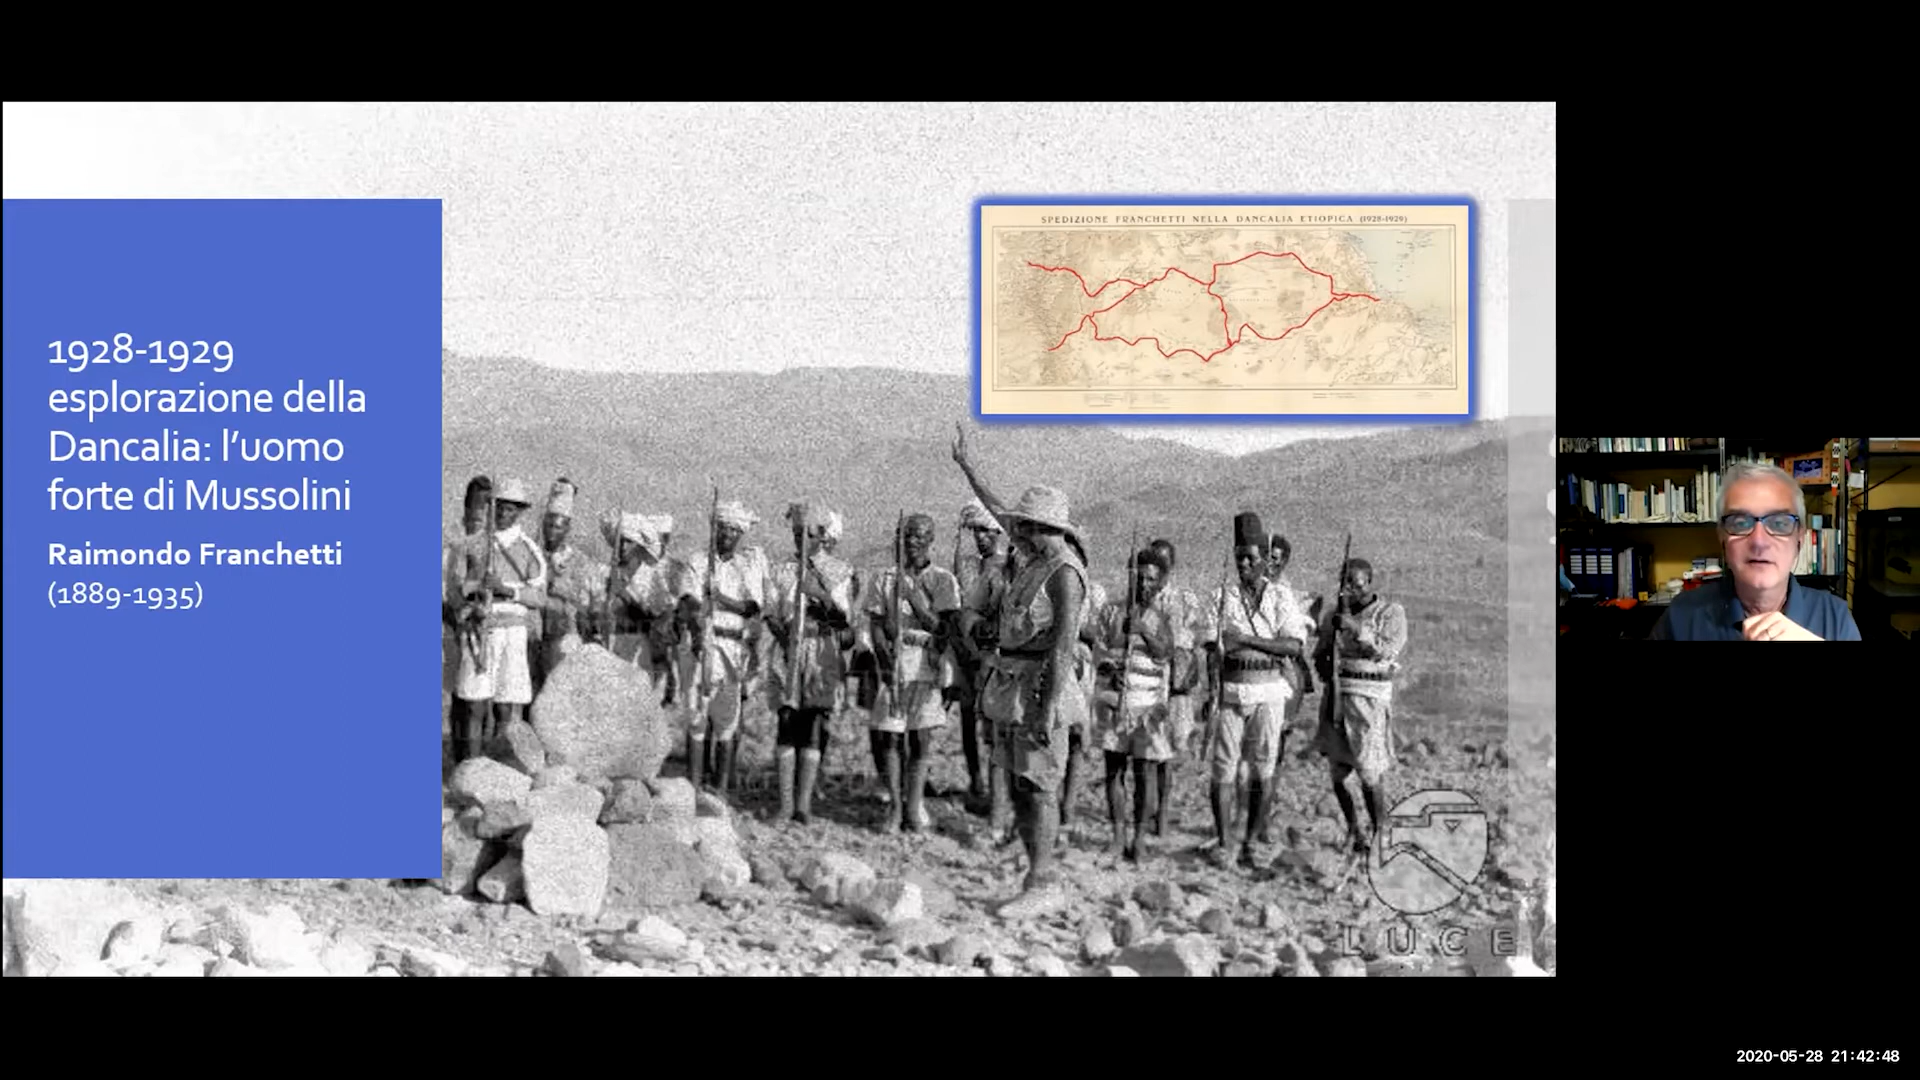 1928-1929
esplorazione della
Dancalia: l'uomo
forte di Mussolini
Raimondo Franchetti
(1889-1935)
SPEDIZIONE FRANCHETTI NELLA DANCALIA ETIOPICA (1928-1929)
LUCE
2020-05-28 21:42:48